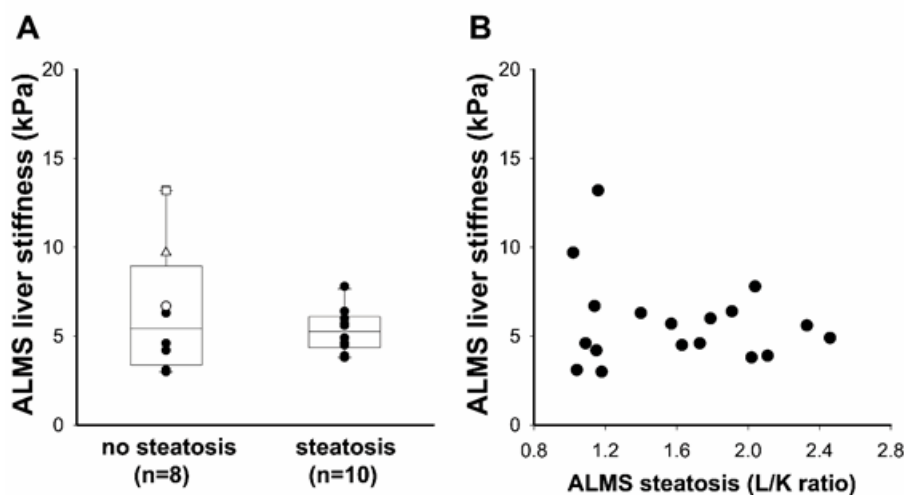 A
ALMS liver stiffness (kPa)
20
15
10
5
0
no steatosis
(n=8)
steatosis
(n=10)
B
ALMS liver stiffness (kPa)
20
15
10
5
0
0.8 1.2 1.6 2.0 2.4 2.8
ALMS steatosis (L/K ratio)